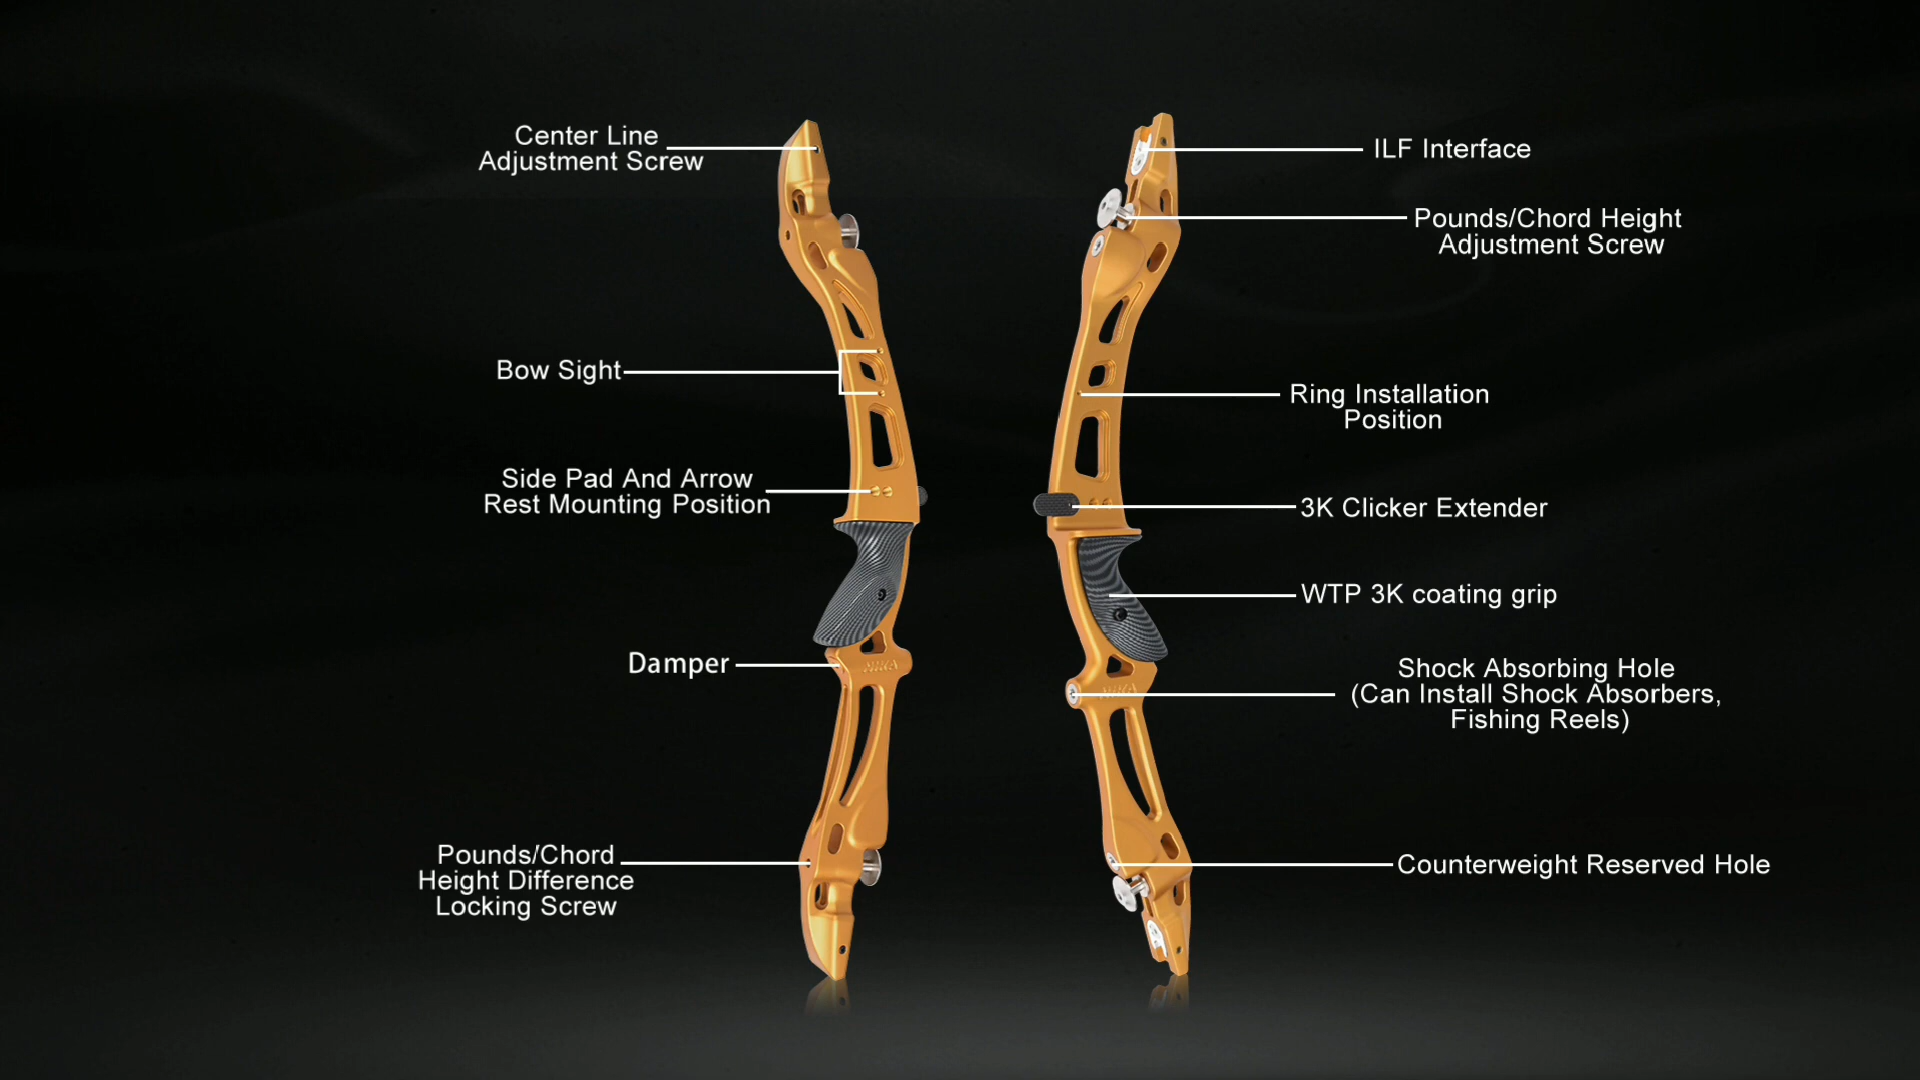 Center Line
Adjustment Screw
Bow Sight
Side Pad And Arrow
Rest Mounting Position
Damper
Pounds/Chord
Height Difference
Locking Screw
ILF Interface
Pounds/Chord Height
Adjustment Screw
Ring Installation
Position
3K Clicker Extender
WTP 3K coating grip
Shock Absorbing Hole
(Can Install Shock Absorbers,
Fishing Reels)
Counterweight Reserved Hole
NIKA
NIKA